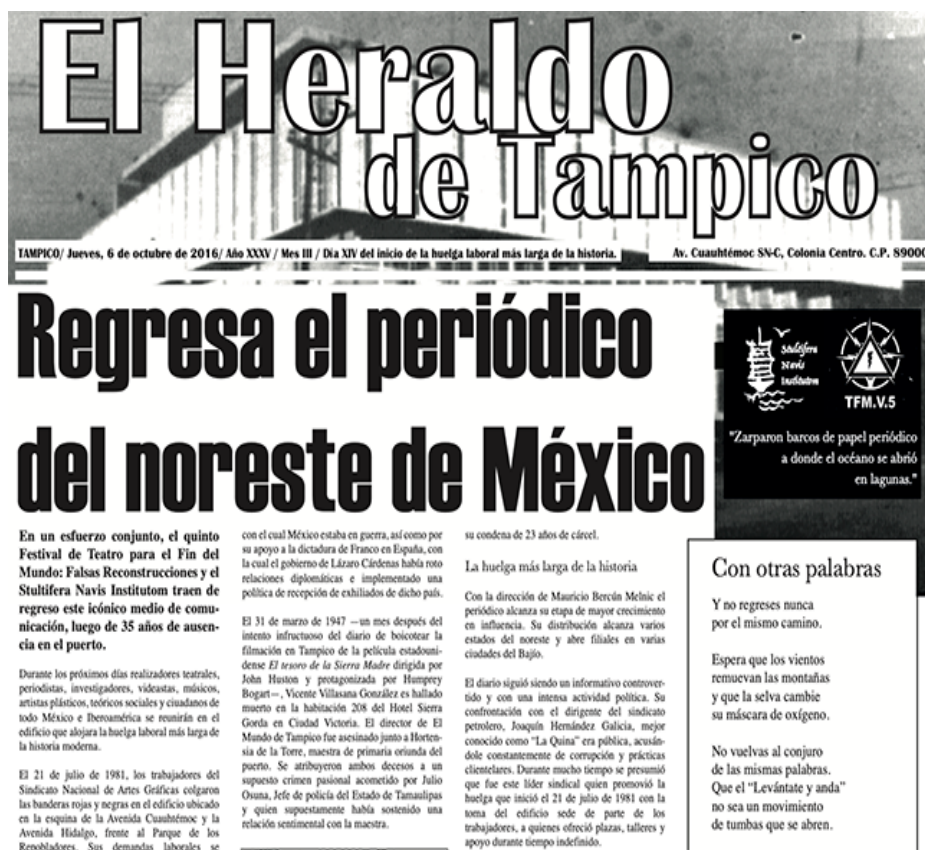 El Heraldo
de Tampico
TAMPICO/ Jueves, 6 de octubre de 2016/ Año XXXV / Mes III / Día XIV del inicio de la huelga laboral más larga de la historia.
Av. Cuauhtémoc SN-C, Colonia Centro. C.P. 89000
Regresa el periódico
del noreste de México
En un esfuerzo conjunto, el quinto
Festival de Teatro para el Fin del
Mundo: Falsas Reconstrucciones y el
Stultifera Navis Institutom traen de
regreso este icónico medio de comu-
nicación, luego de 35 años de ausen-
cia en el puerto.
Durante los próximos días realizadores teatrales,
periodistas, investigadores, videastas, músicos,
artistas plásticos, teóricos sociales y ciuadanos de
todo México e Iberoamérica se reunirán en el
edificio que alojara la huelga laboral más larga de
la historia moderna.
El 21 de julio de 1981, los trabajadores del
Sindicato Nacional de Artes Gráficas colgaron
las banderas rojas y negras en el edificio ubicado
en la esquina de la Avenida Cuauhtémoc y la
Avenida Hidalgo, frente al Parque de los
Repobladores. Sus demandas laborales se
con el cual México estaba en guerra, así como por
su apoyo a la dictadura de Franco en España, con
la cual el gobierno de Lázaro Cárdenas había roto
relaciones diplomáticas e implementado una
política de recepción de exhiliados de dicho país.
El 31 de marzo de 1947 —un mes después del
intento infructuoso del diario de boicotear la
filmación en Tampico de la película estadouni-
dense El tesoro de la Sierra Madre dirigida por
John Huston y protagonizada por Humprey
Bogart—, Vicente Villasana González es hallado
muerto en la habitación 208 del Hotel Sierra
Gorda en Ciudad Victoria. El director de El
Mundo de Tampico fue asesinado junto a Horten-
sia de la Torre, maestra de primaria oriunda del
puerto. Se atribuyeron ambos decesos a un
supuesto crimen pasional acometido por Julio
Osuna, Jefe de policía del Estado de Tamaulipas
y quien supuestamente había sostenido una
relación sentimental con la maestra.
su condena de 23 años de cárcel.
La huelga más larga de la historia
Con la dirección de Mauricio Bercún Melnic el
periódico alcanza su etapa de mayor crecimiento
en influencia. Su distribución alcanza varios
estados del noreste y abre filiales en varias
ciudades del Bajío.
El diario siguió siendo un informativo controver-
tido y con una intensa actividad política. Su
confrontación con el dirigente del sindicato
petrolero, Joaquín Hernández Galicia, mejor
conocido como “La Quina” era pública, acusán-
dole constantemente de corrupción y prácticas
clientelares. Durante mucho tiempo se presumió
que fue este líder sindical quien promovió la
huelga que inició el 21 de julio de 1981 con la
toma del edificio sede de parte de los
trabajadores, a quienes ofreció plazas, talleres y
apoyo durante tiempo indefinido.
Stultifera
Navis
Institutom
TFM.V.5
"Zarparon barcos de papel periódico
a donde el océano se abrió
en lagunas."
Con otras palabras
Y no regreses nunca
por el mismo camino.
Espera que los vientos
remuevan las montañas
y que la selva cambie
su máscara de oxígeno.
No vuelvas al conjuro
de las mismas palabras.
Que el “Levántate y anda”
no sea un movimiento
de tumbas que se abren.